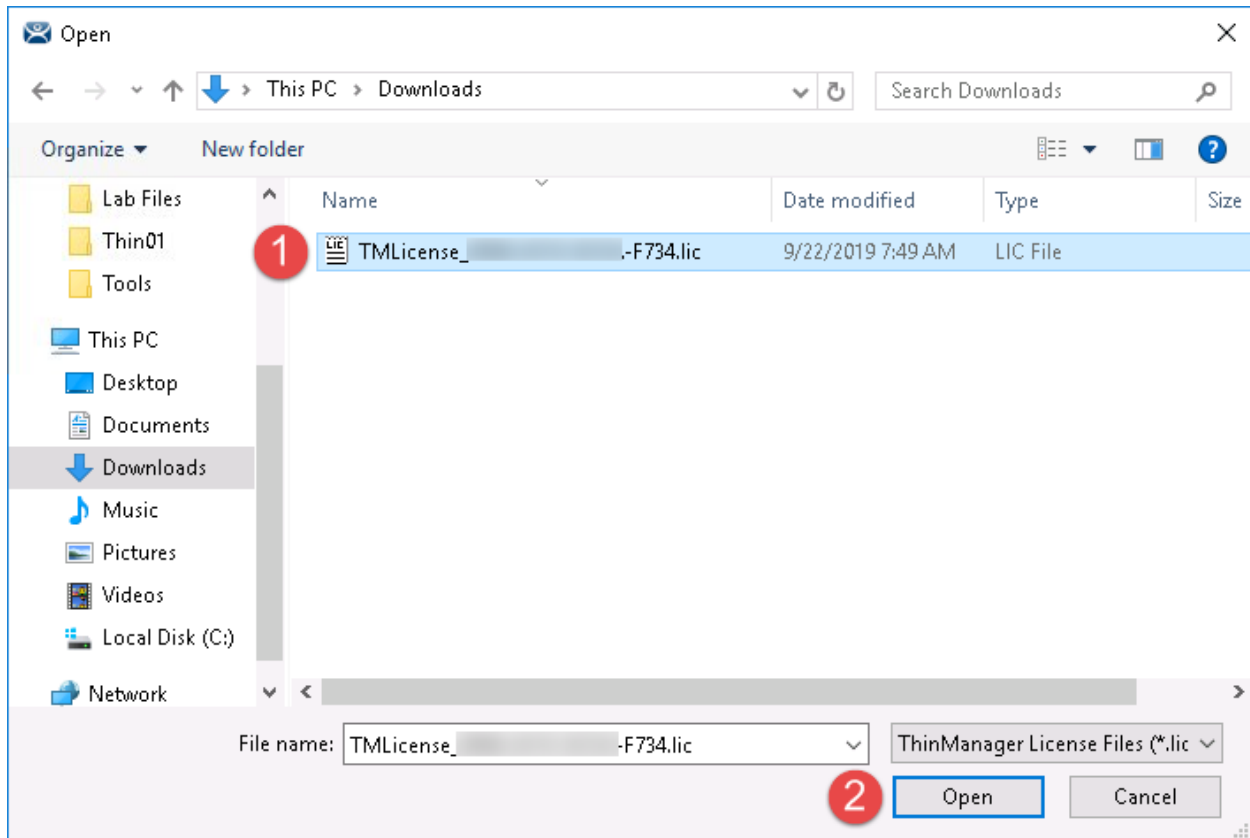 Open
This PC > Downloads
Search Downloads
Organize
New folder
?
Name
Date modified
Type
Size
Lab Files
Thin01
Tools
This PC
Desktop
Documents
Downloads
Music
Pictures
Videos
Local Disk (C:)
Network
1
LIC
TMLicense_ .-F734.lic
9/22/2019 7:49 AM
LIC File
File name:
TMLicense_ -F734.lic
ThinManager License Files (*.lic
2
Open
Cancel